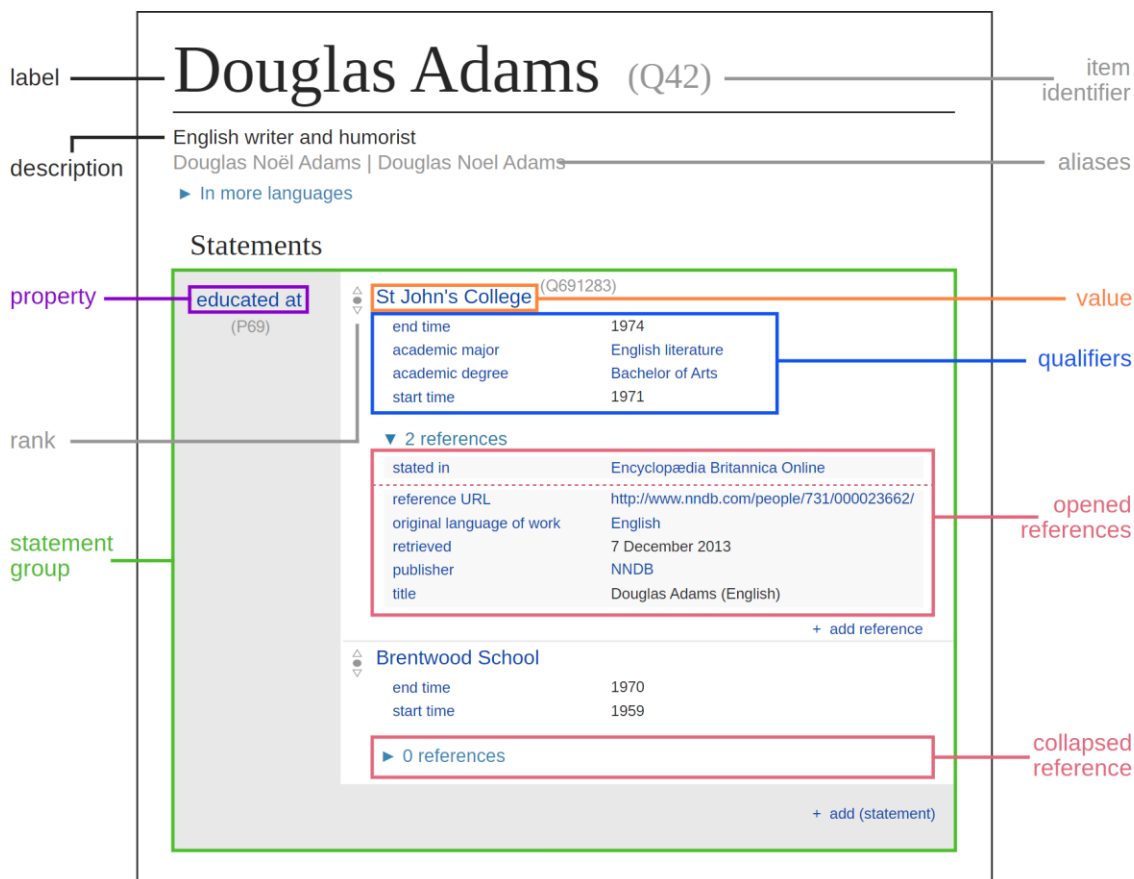 label
Douglas Adams (Q42)
item
identifier
description
English writer and humorist
Douglas Noël Adams | Douglas Noel Adams
aliases
► In more languages
Statements
property
educated at
(P69)
St John's College
(Q691283)
value
end time 1974
academic major English literature
academic degree Bachelor of Arts
start time 1971
qualifiers
rank
▼ 2 references
stated in Encyclopædia Britannica Online
reference URL http://www.nndb.com/people/731/000023662/
original language of work English
retrieved 7 December 2013
publisher NNDB
title Douglas Adams (English)
opened
references
statement
group
+ add reference
Brentwood School
end time 1970
start time 1959
► 0 references
collapsed
reference
+ add (statement)